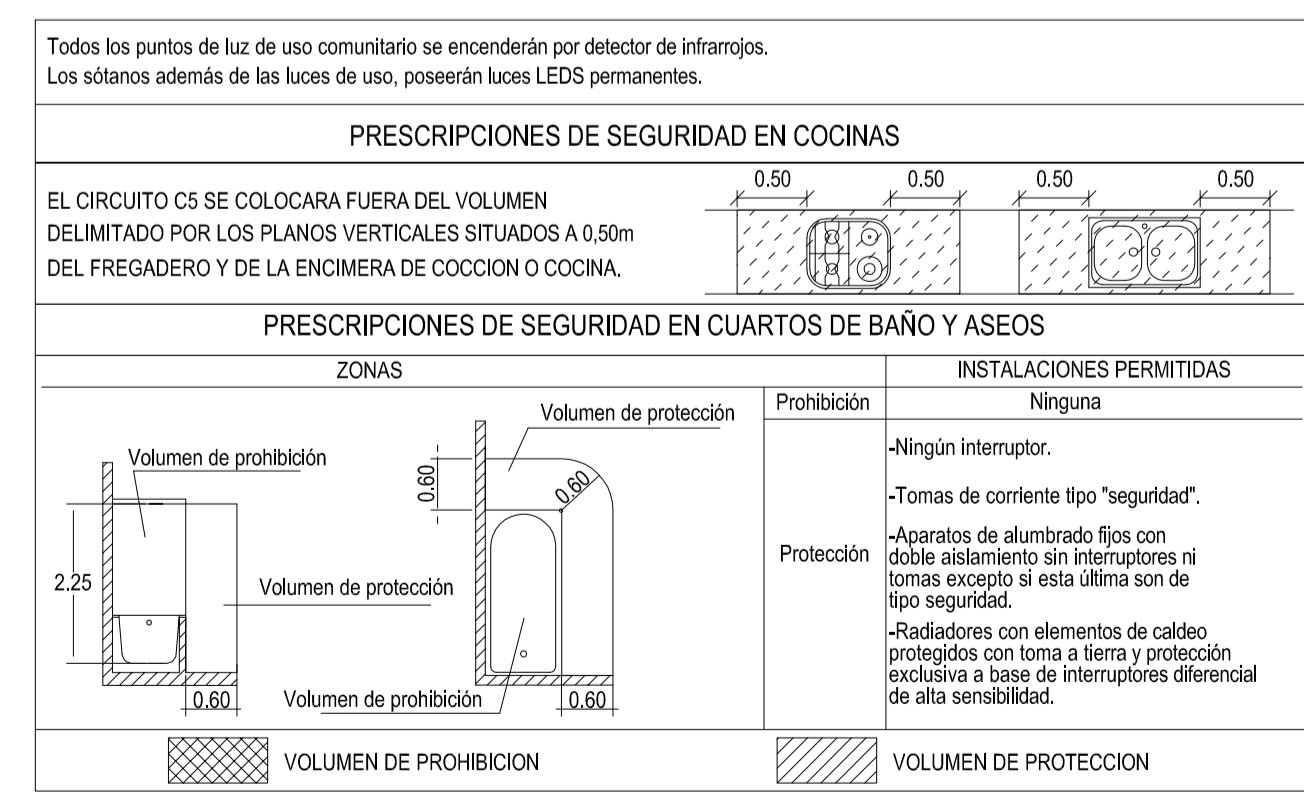 Todos los puntos de luz de uso comunitario se encenderán por detector de infrarrojos.
Los sótanos además de las luces de uso, poseerán luces LEDS permanentes.
PRESCRIPCIONES DE SEGURIDAD EN COCINAS
EL CIRCUITO C5 SE COLOCARA FUERA DEL VOLUMEN
DELIMITADO POR LOS PLANOS VERTICALES SITUADOS A 0,50m
DEL FREGADERO Y DE LA ENCIMERA DE COCCION O COCINA.
0.50 0.50 0.50 0.50
PRESCRIPCIONES DE SEGURIDAD EN CUARTOS DE BAÑO Y ASEOS
ZONAS
INSTALACIONES PERMITIDAS
Volumen de prohibición
2.25
Volumen de protección
0.60
Volumen de protección
0.60
0.60
Volumen de prohibición
0.60
Prohibición
Ninguna
Protección
-Ningún interruptor.
-Tomas de corriente tipo "seguridad".
-Aparatos de alumbrado fijos con
doble aislamiento sin interruptores ni
tomas excepto si esta última son de
tipo seguridad.
-Radiadores con elementos de caldeo
protegidos con toma a tierra y protección
exclusiva a base de interruptores diferencial
de alta sensibilidad.
VOLUMEN DE PROHIBICION
VOLUMEN DE PROTECCION